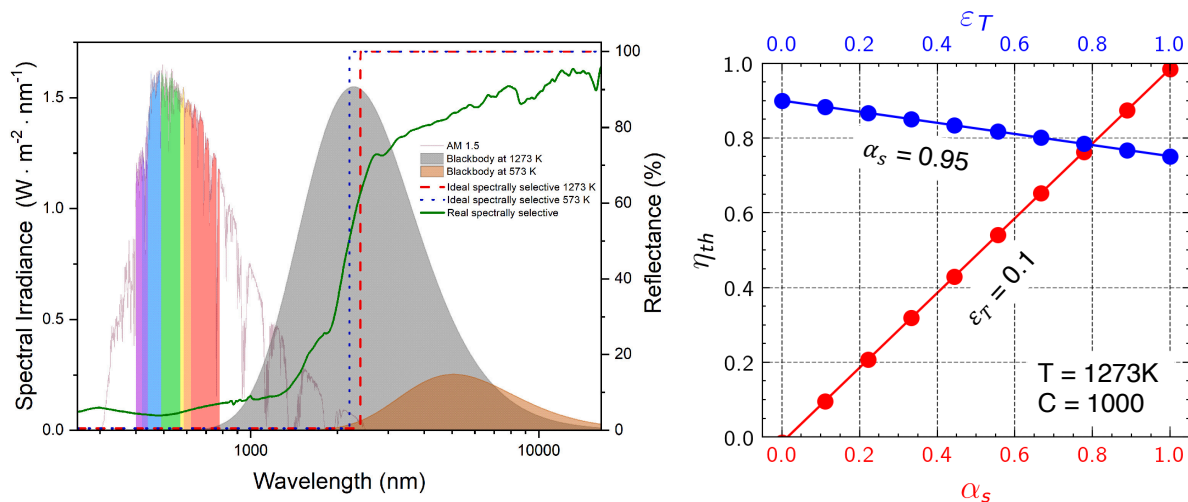 Spectral Irradiance (W · m⁻² · nm⁻¹)
1.5
1.0
0.5
0.0
AM 1.5
Blackbody at 1273 K
Blackbody at 573 K
Ideal spectrally selective 1273 K
Ideal spectrally selective 573 K
Real spectrally selective
100
80
60
40
20
0
Reflectance (%)
1000 10000
Wavelength (nm)
ε_T
0.0 0.2 0.4 0.6 0.8 1.0
η_th
1.0
0.8
0.6
0.4
0.2
0.0
α_s = 0.95
ε_T = 0.1
T = 1273K
C = 1000
0.0 0.2 0.4 0.6 0.8 1.0
α_s